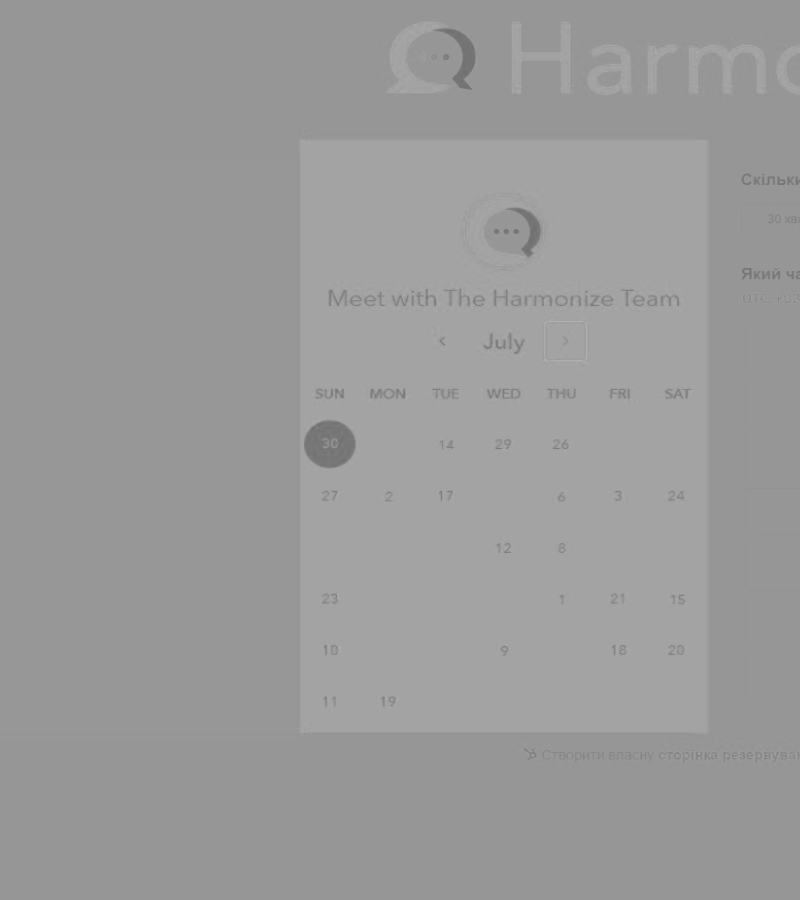 Harmo
Meet with The Harmonize Team
July
SUN MON TUE WED THU FRI SAT
30 14 29 26
27 2 17 6 3 24
12 8
23 1 21 15
10 9 18 20
11 19
Скільки
30 хв
Який ча
UTC +03
Створити власну сторінка резервуван